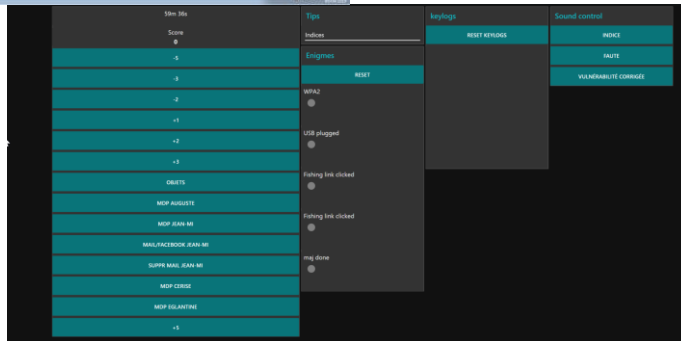 59m 36s
Score
0
-5
-3
-2
+1
+2
+3
OBJETS
MDP AUGUSTE
MDP JEAN-MI
MAIL/FACEBOOK JEAN-MI
SUPPR MAIL JEAN-MI
MDP CERISE
MDP EGLANTINE
+5
Tips
Indices
Enigmes
RESET
WPA2
USB plugged
Fishing link clicked
Fishing link clicked
maj done
keylogs
RESET KEYLOGS
Sound control
INDICE
FAUTE
VULNÉRABILITÉ CORRIGÉE